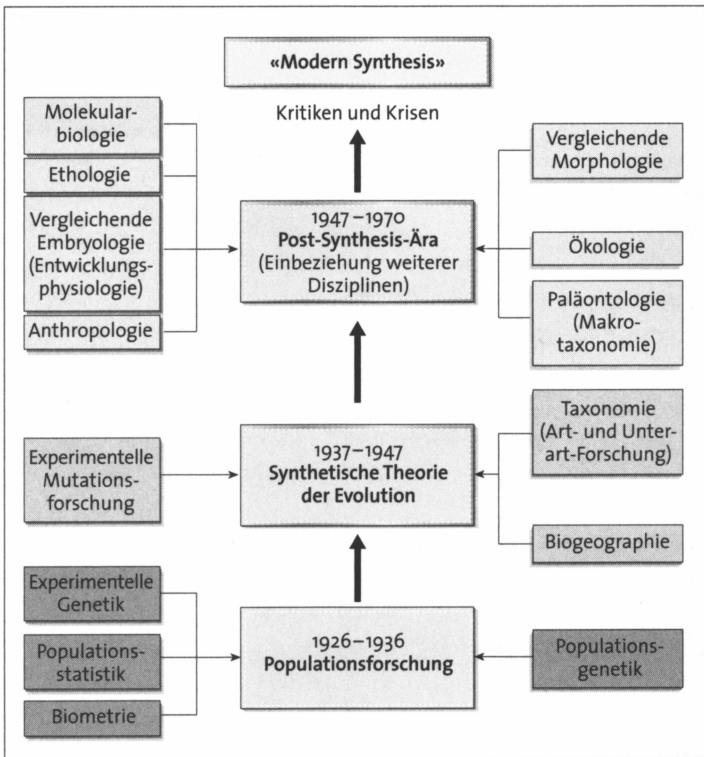 «Modern Synthesis»
Kritiken und Krisen
Molekular-
biologie
Ethologie
Vergleichende
Embryologie
(Entwicklungs-
physiologie)
Anthropologie
1947–1970
Post-Synthesis-Ära
(Einbeziehung weiterer
Disziplinen)
Vergleichende
Morphologie
Ökologie
Paläontologie
(Makro-
taxonomie)
Experimentelle
Mutations-
forschung
1937–1947
Synthetische Theorie
der Evolution
Taxonomie
(Art- und Unter-
art-Forschung)
Biogeographie
Experimentelle
Genetik
Populations-
statistik
Biometrie
1926–1936
Populationsforschung
Populations-
genetik